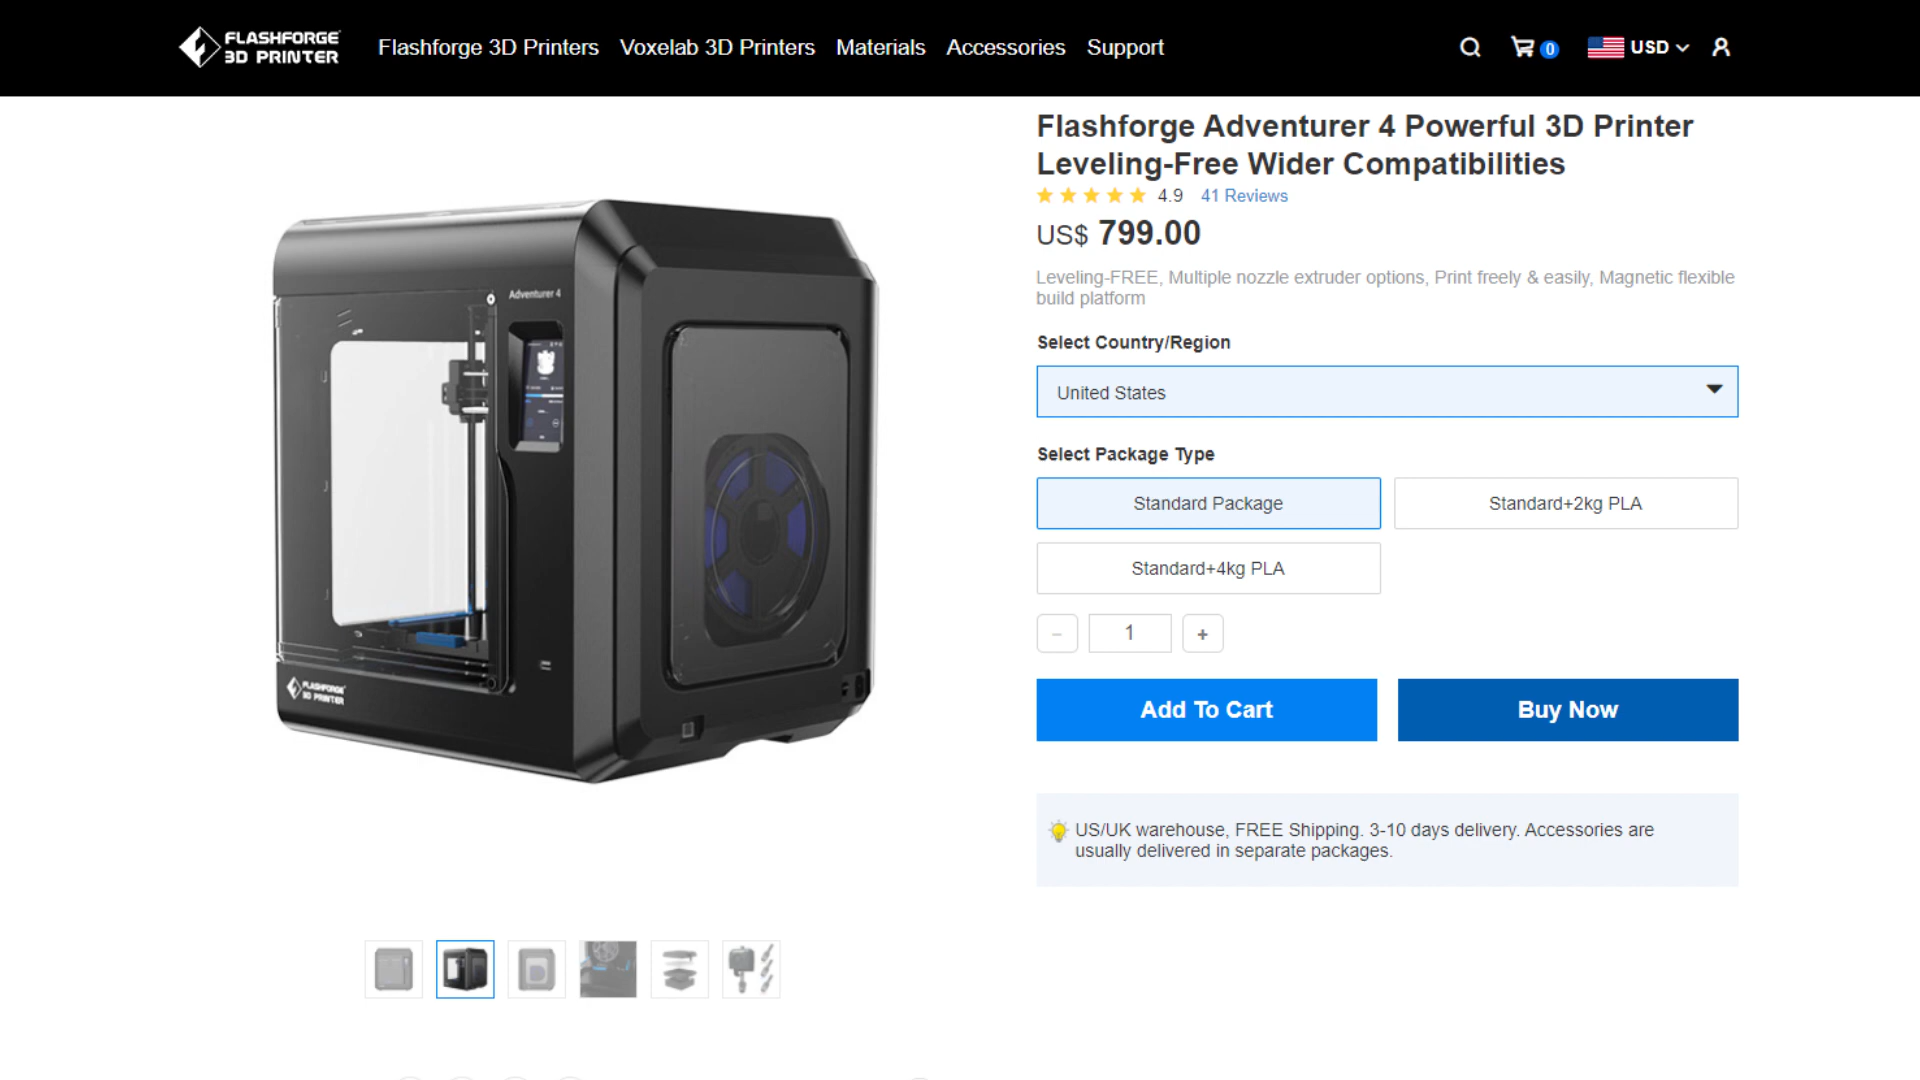 FLASHFORGE
3D PRINTER
Flashforge 3D Printers Voxelab 3D Printers Materials Accessories Support
0 USD
Flashforge Adventurer 4 Powerful 3D Printer
Leveling-Free Wider Compatibilities
4.9 41 Reviews
US$ 799.00
Leveling-FREE, Multiple nozzle extruder options, Print freely & easily, Magnetic flexible
build platform
Select Country/Region
United States
Select Package Type
Standard Package
Standard+2kg PLA
Standard+4kg PLA
− 1 +
Add To Cart
Buy Now
US/UK warehouse, FREE Shipping. 3-10 days delivery. Accessories are
usually delivered in separate packages.
Adventurer 4
FLASHFORGE
3D PRINTER